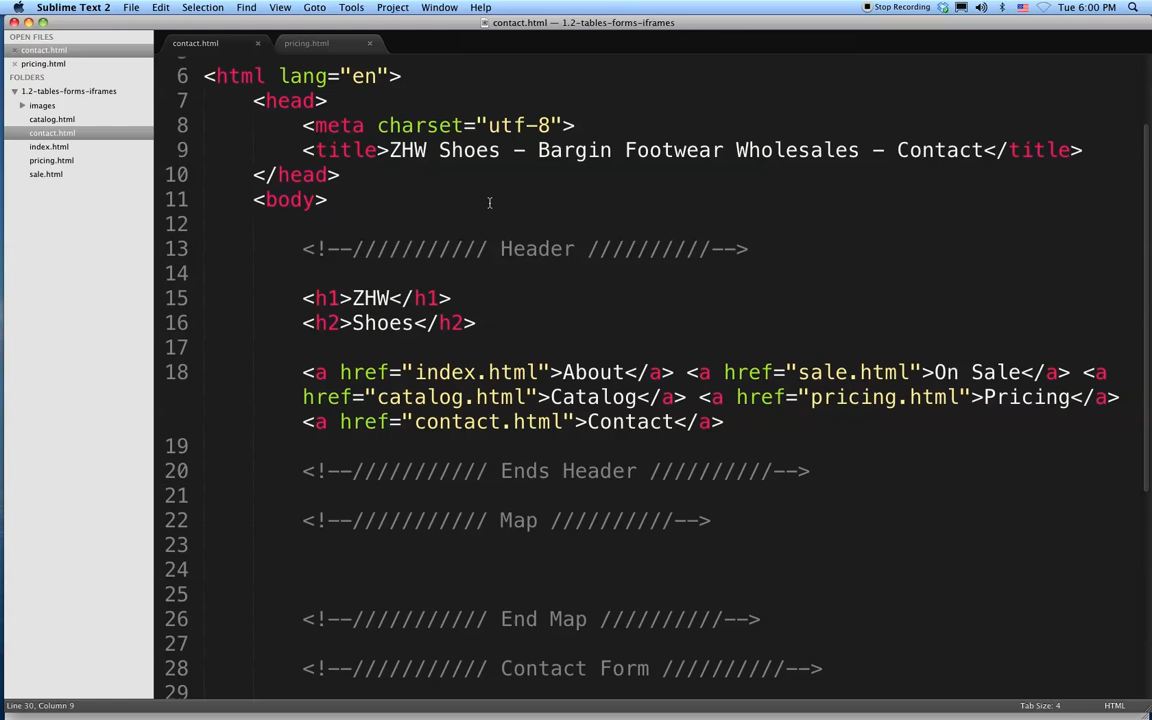 Sublime Text 2 File Edit Selection Find View Goto Tools Project Window Help Stop Recording Tue 6:00 PM
contact.html — 1.2-tables-forms-iframes
OPEN FILES
contact.html
pricing.html
FOLDERS
1.2-tables-forms-iframes
images
catalog.html
contact.html
index.html
pricing.html
sale.html
contact.html × pricing.html ×
6 <html lang="en">
7 <head>
8 <meta charset="utf-8">
9 <title>ZHW Shoes - Bargin Footwear Wholesales - Contact</title>
10 </head>
11 <body>
12
13 <!--/////////// Header //////////-->
14
15 <h1>ZHW</h1>
16 <h2>Shoes</h2>
17
18 <a href="index.html">About</a> <a href="sale.html">On Sale</a> <a
href="catalog.html">Catalog</a> <a href="pricing.html">Pricing</a>
<a href="contact.html">Contact</a>
19
20 <!--/////////// Ends Header //////////-->
21
22 <!--/////////// Map //////////-->
23
24
25
26 <!--/////////// End Map //////////-->
27
28 <!--/////////// Contact Form //////////-->
29
Line 30, Column 9 Tab Size: 4 HTML